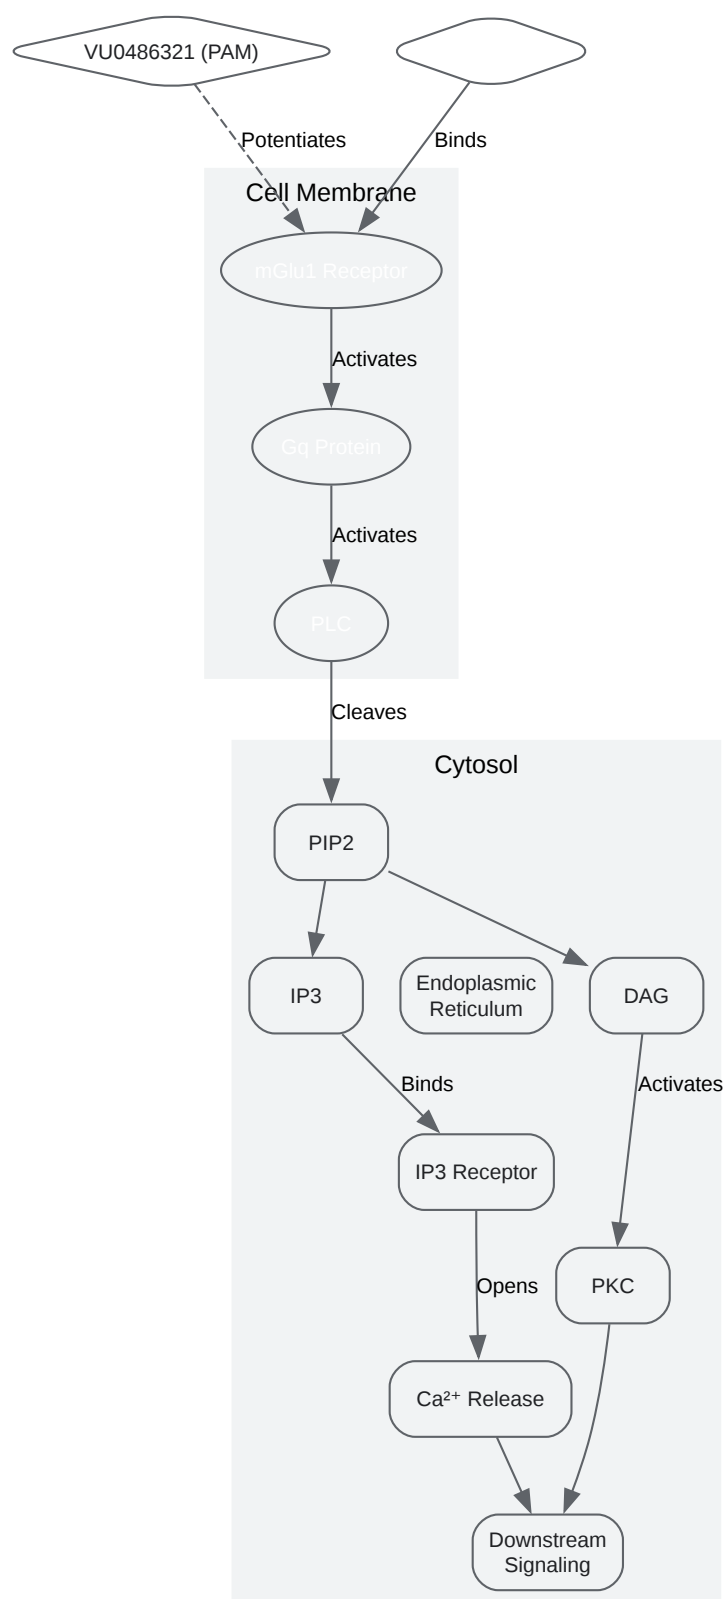 VU0486321 (PAM)
Potentiates
Binds
Cell Membrane
mGlu1 Receptor
Activates
Gq Protein
Activates
PLC
Cleaves
Cytosol
PIP2
IP3
Endoplasmic
Reticulum
DAG
Binds
Activates
IP3 Receptor
Opens
PKC
Ca²⁺ Release
Downstream
Signaling